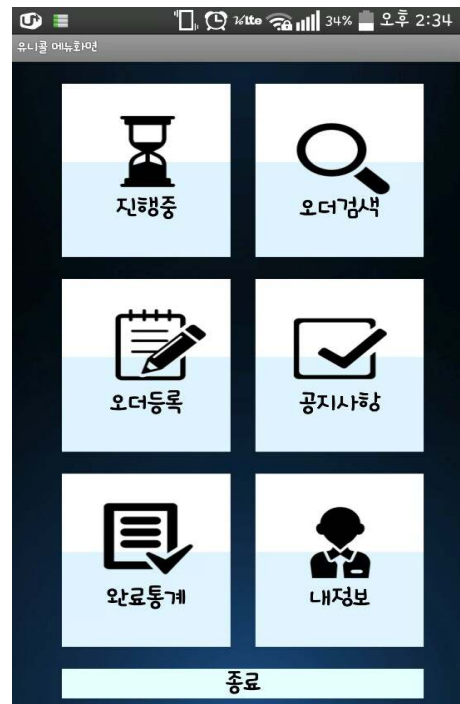 34% 오후 2:34
유니콜 메뉴화면
진행중
오더검색
오더등록
공지사항
완료통계
내정보
종료